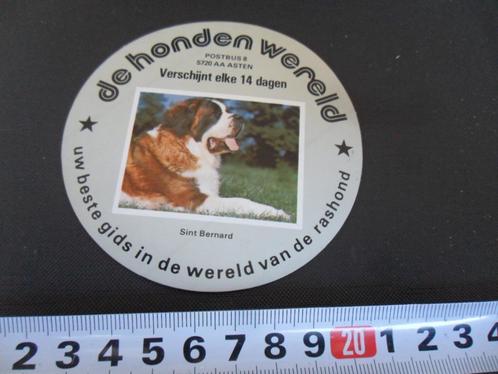 de honden wereld
POSTBUS 8
5720 AA ASTEN
Verschijnt elke 14 dagen
Sint Bernard
★ uw beste gids in de wereld van de rashond ★
2 3 4 5 6 7 8 9 20 1 2 3 4